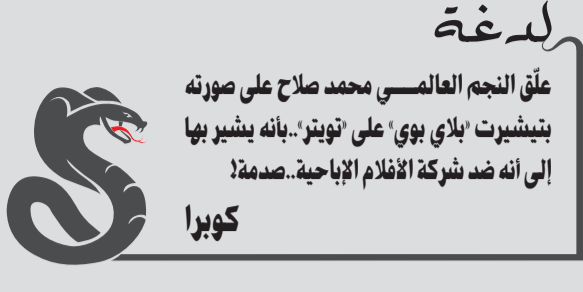 لدغة
علّق النجم العالمي محمد صلاح على صورته
بتيشيرت «بلاي بوي» على «تويتر»..بأنه يشير بها
إلى أنه ضد شركة الأفلام الإباحية..صدمة!
كوبرا